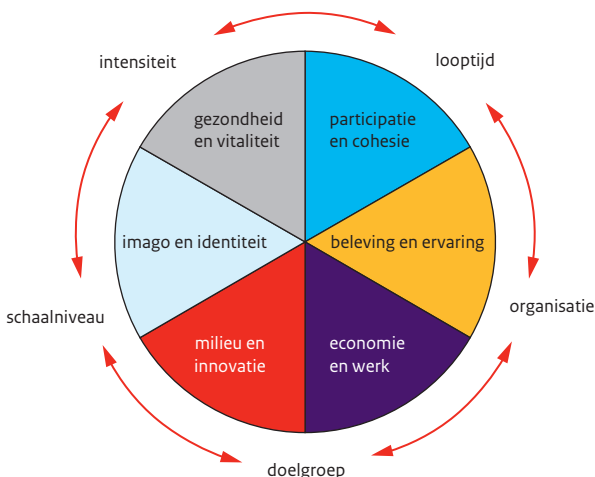 intensiteit
looptijd
gezondheid
en vitaliteit
participatie
en cohesie
imago en identiteit
beleving en ervaring
schaalniveau
organisatie
milieu en
innovatie
economie
en werk
doelgroep